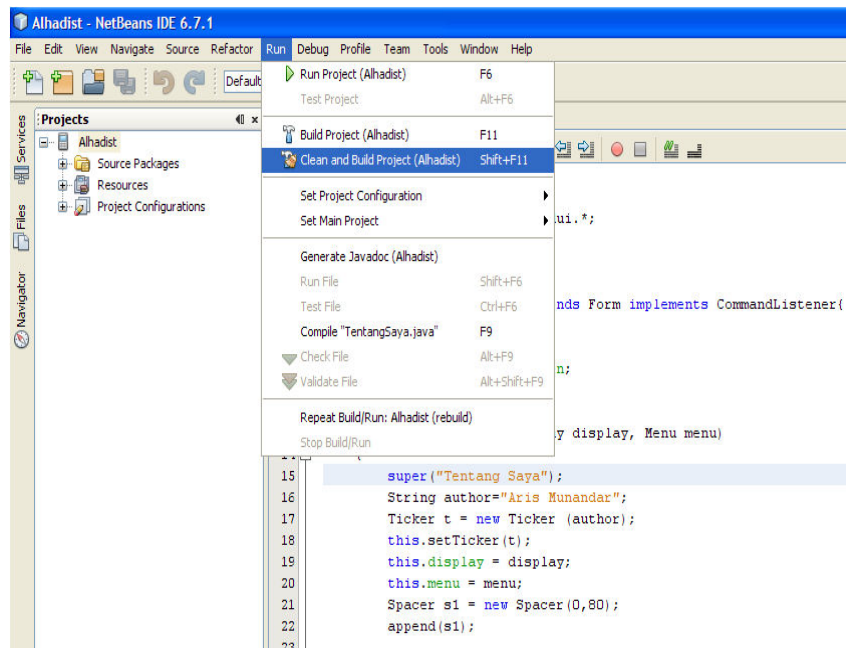 Alhadist - NetBeans IDE 6.7.1
File Edit View Navigate Source Refactor Run Debug Profile Team Tools Window Help
Default
Services
Files
Navigator
Projects
Alhadist
Source Packages
Resources
Project Configurations
Run Project (Alhadist) F6
Test Project Alt+F6
Build Project (Alhadist) F11
Clean and Build Project (Alhadist) Shift+F11
Set Project Configuration
Set Main Project
Generate Javadoc (Alhadist)
Run File Shift+F6
Test File Ctrl+F6
Compile "TentangSaya.java" F9
Check File Alt+F9
Validate File Alt+Shift+F9
Repeat Build/Run: Alhadist (rebuild)
Stop Build/Run
ui.*;
nds Form implements CommandListener{
n;
y display, Menu menu)
15 super("Tentang Saya");
16 String author="Aris Munandar";
17 Ticker t = new Ticker (author);
18 this.setTicker(t);
19 this.display = display;
20 this.menu = menu;
21 Spacer s1 = new Spacer(0,80);
22 append(s1);